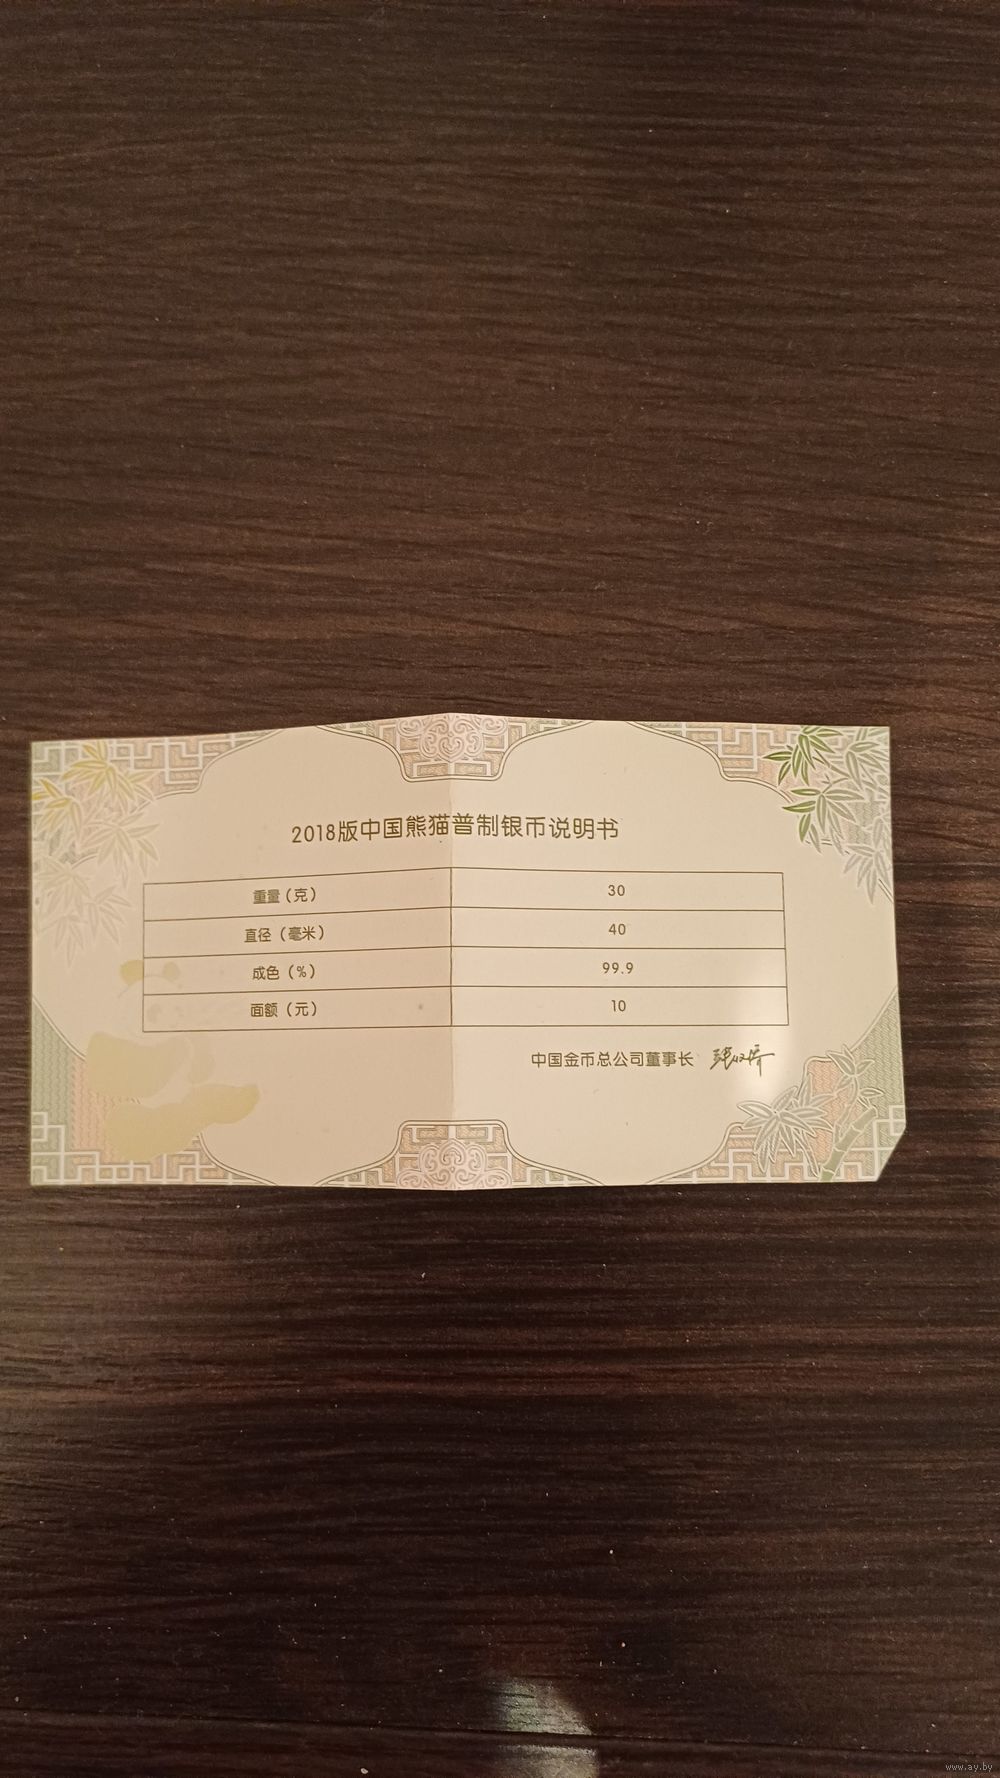 2018版中国熊猫普制银币说明书
重量（克） 30
直径（毫米） 40
成色（%） 99.9
面额（元） 10
中国金币总公司董事长
www.ay.by